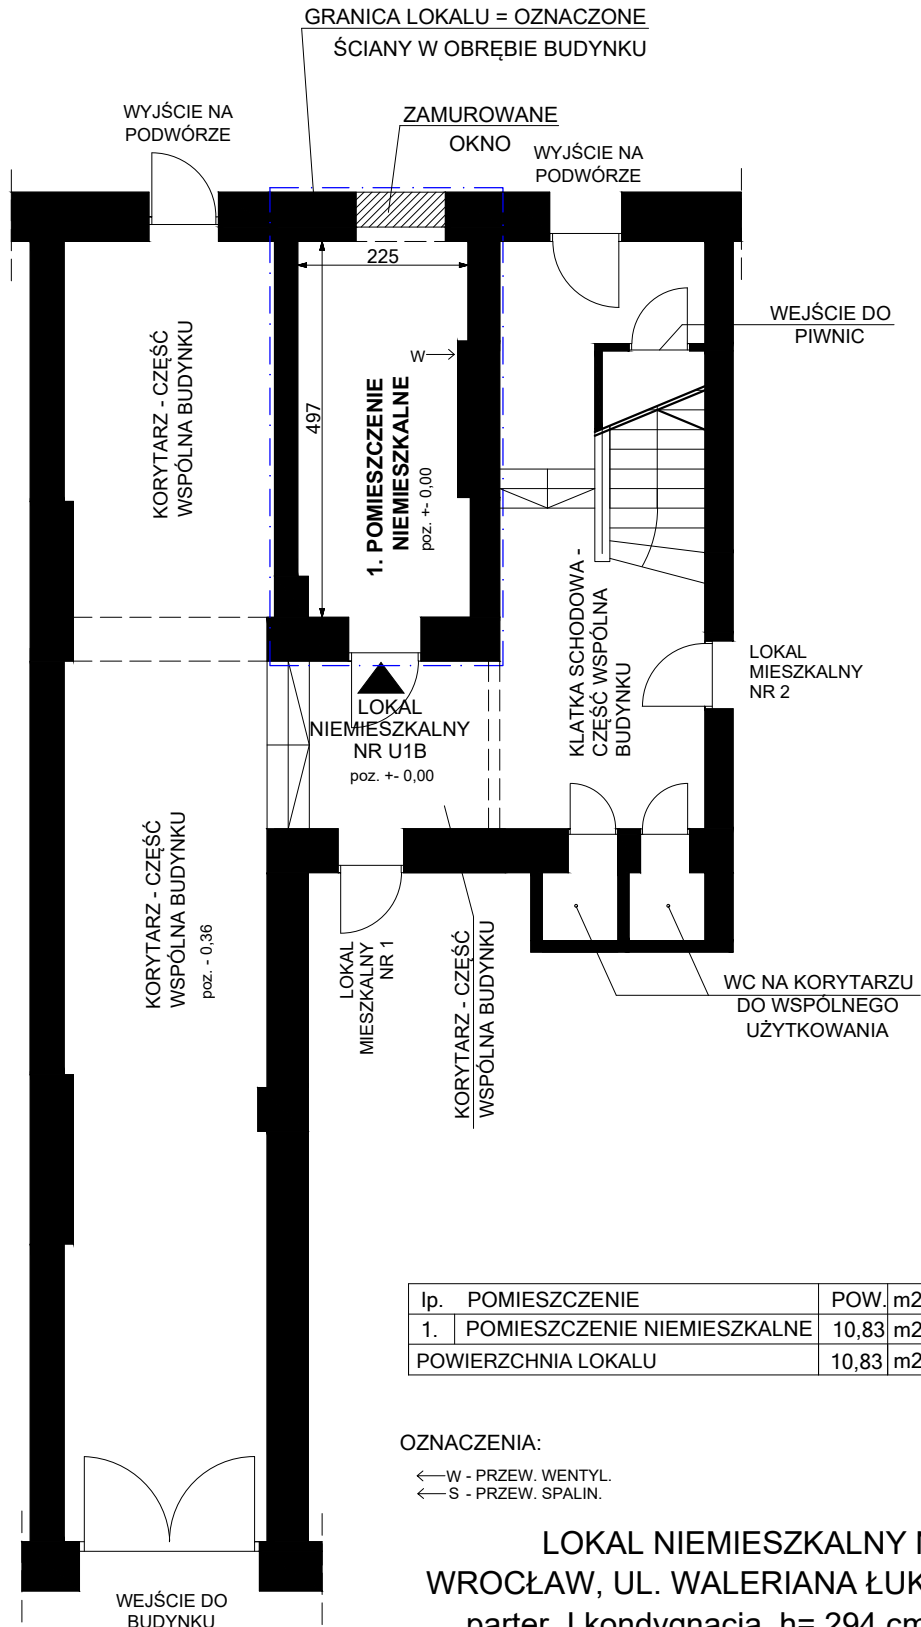 GRANICA LOKALU = OZNACZONE
ŚCIANY W OBRĘBIE BUDYNKU
WYJŚCIE NA
PODWÓRZE
ZAMUROWANE
OKNO
WYJŚCIE NA
PODWÓRZE
225
WEJŚCIE DO
PIWNIC
KORYTARZ - CZĘŚĆ
WSPÓLNA BUDYNKU
497
W
1. POMIESZCZENIE
NIEMIESZKALNE
poz. +- 0,00
KLATKA SCHODOWA -
CZĘŚĆ WSPÓLNA
BUDYNKU
LOKAL
MIESZKALNY
NR 2
LOKAL
NIEMIESZKALNY
NR U1B
poz. +- 0,00
KORYTARZ - CZĘŚĆ
WSPÓLNA BUDYNKU
poz. - 0,36
LOKAL
MIESZKALNY
NR 1
KORYTARZ - CZĘŚĆ
WSPÓLNA BUDYNKU
WC NA KORYTARZU
DO WSPÓLNEGO
UŻYTKOWANIA
lp. POMIESZCZENIE POW. m2
1. POMIESZCZENIE NIEMIESZKALNE 10,83 m2
POWIERZCHNIA LOKALU 10,83 m2
OZNACZENIA:
W - PRZEW. WENTYL.
S - PRZEW. SPALIN.
LOKAL NIEMIESZKALNY
WROCŁAW, UL. WALERIANA
parter, I kondygnacja, h= 294 cm
WEJŚCIE DO
BUDYNKU